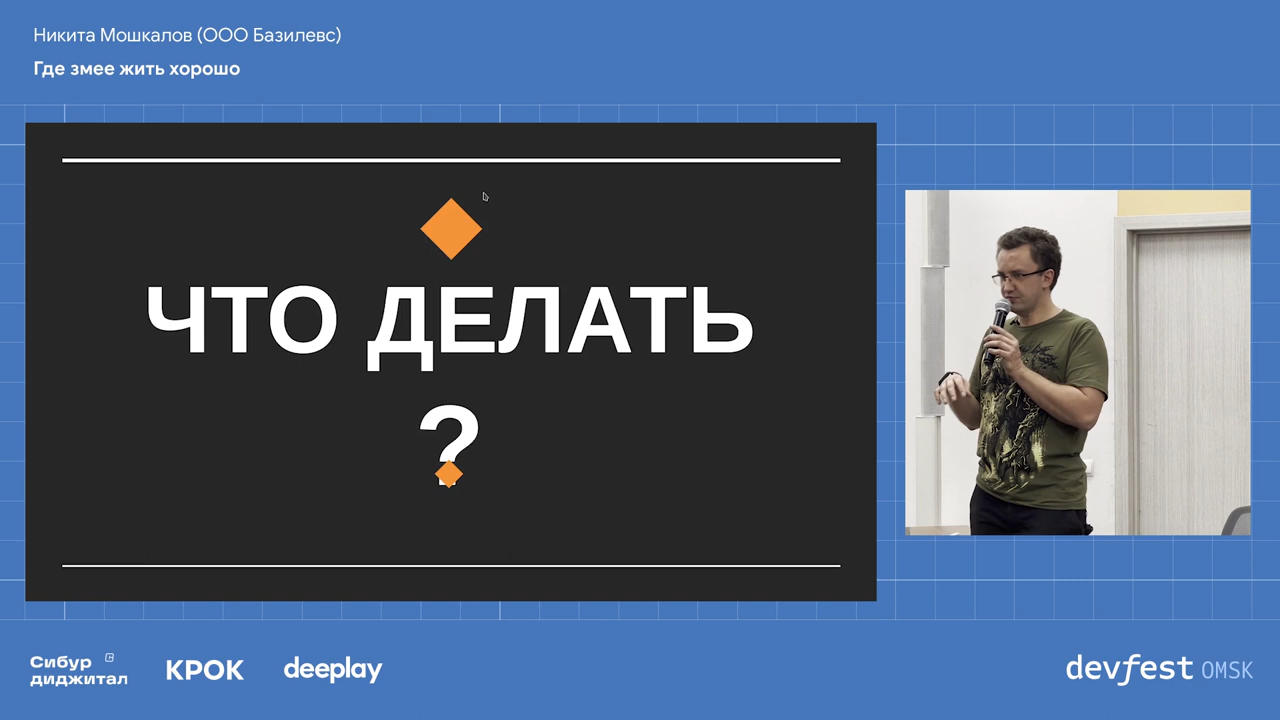 Никита Мошкалов (ООО Базилевс)
Где змее жить хорошо
ЧТО ДЕЛАТЬ
?
Сибур
диджитал
КРОК
deeplay
devfest OMSK